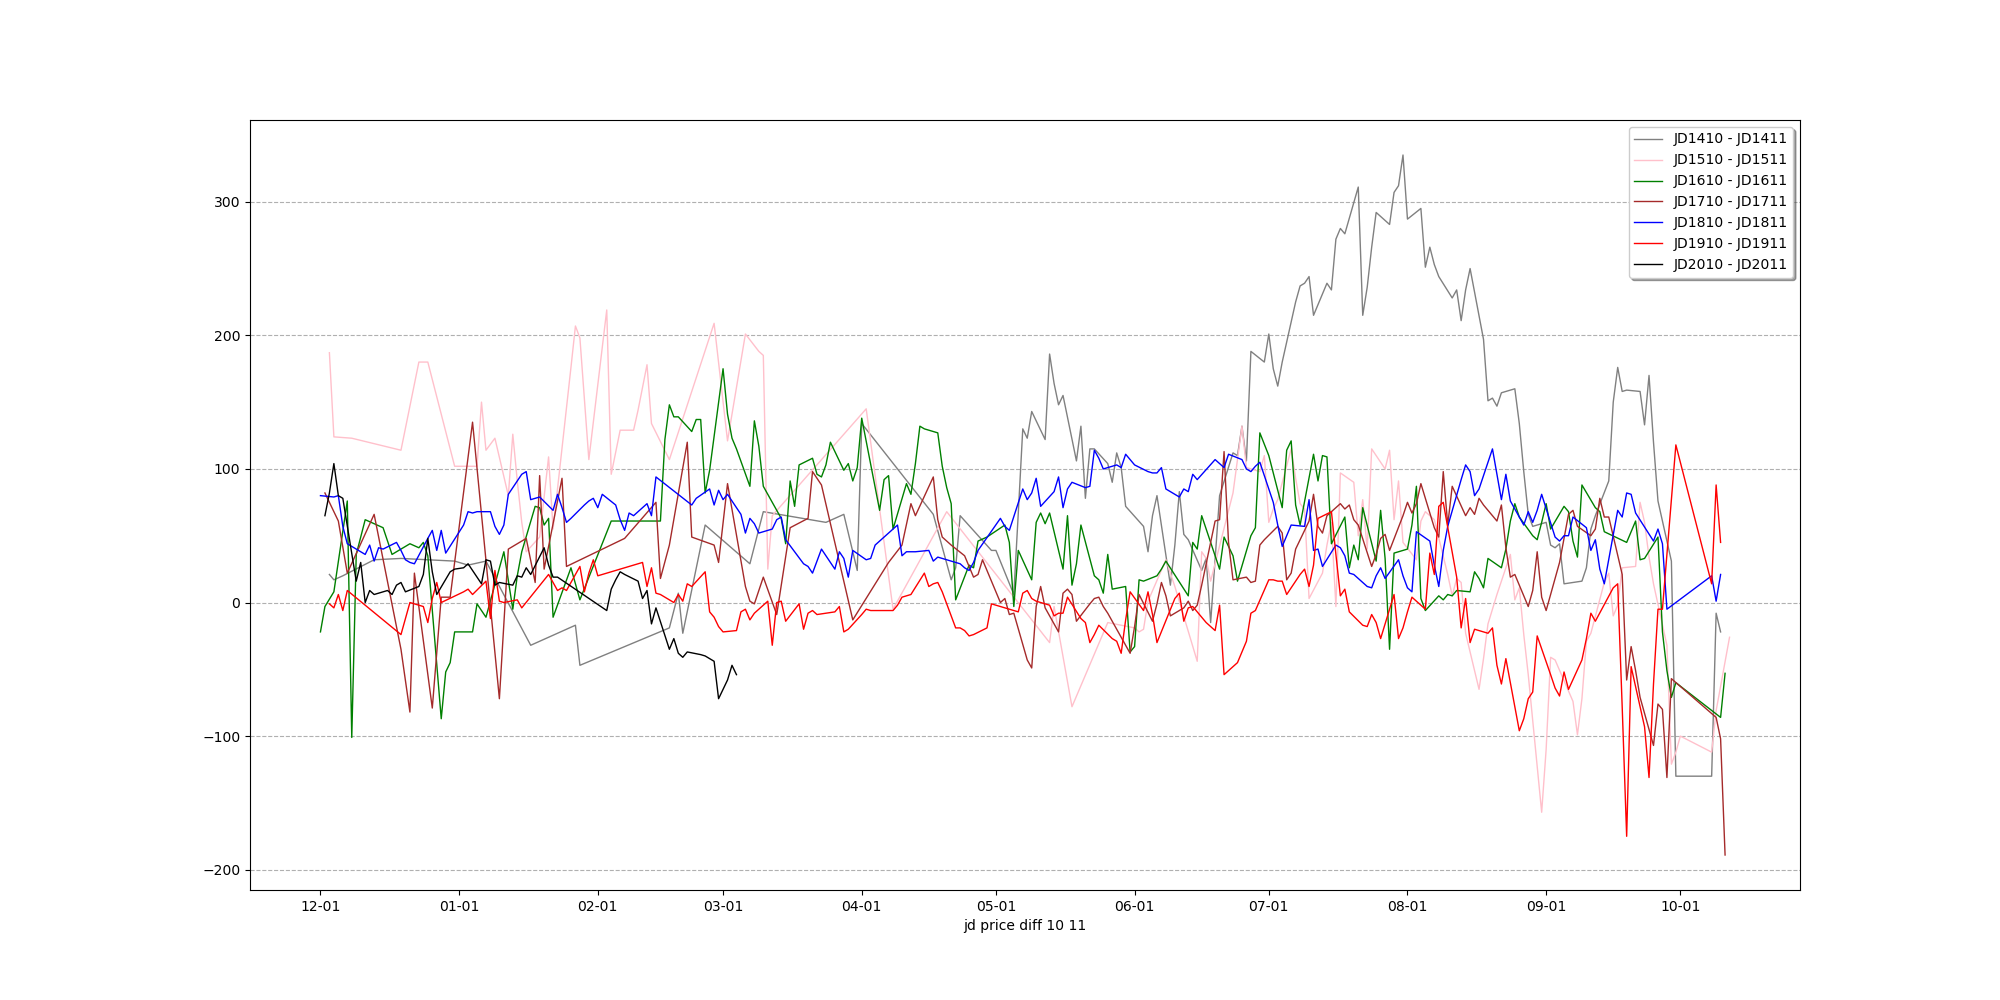 JD1410 - JD1411
JD1510 - JD1511
JD1610 - JD1611
JD1710 - JD1711
JD1810 - JD1811
JD1910 - JD1911
JD2010 - JD2011
300
200
100
0
−100
−200
12-01 01-01 02-01 03-01 04-01 05-01 06-01 07-01 08-01 09-01 10-01
jd price diff 10 11